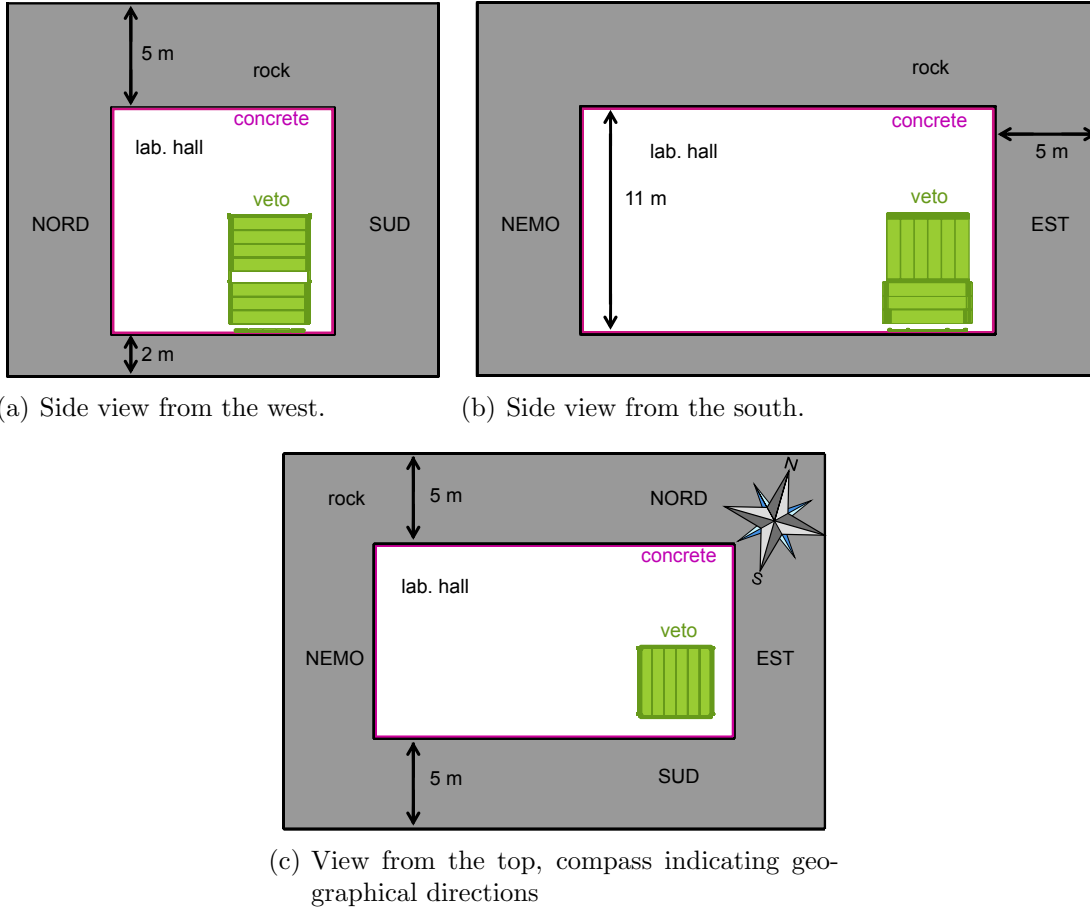 5 m
rock
concrete
lab. hall
veto
NORD
SUD
2 m
(a) Side view from the west.
rock
concrete
lab. hall
5 m
11 m
veto
NEMO
EST
(b) Side view from the south.
N
rock
5 m
NORD
concrete
S
lab. hall
veto
NEMO
EST
5 m
SUD
(c) View from the top, compass indicating geo-
graphical directions